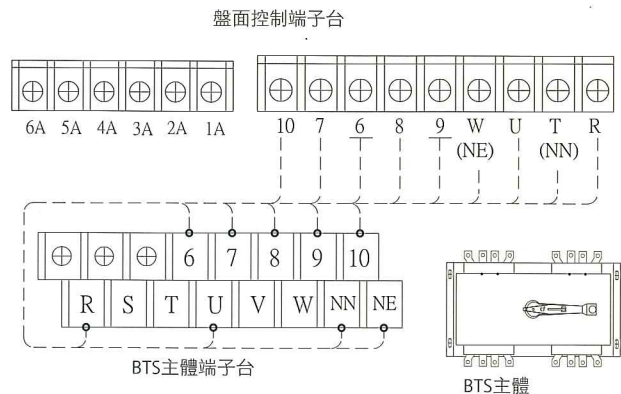 盤面控制端子台
6A 5A 4A 3A 2A 1A
10 7 6 8 9 W U T R
(NE) (NN)
6 7 8 9 10
R S T U V W NN NE
BTS主體端子台
BTS主體